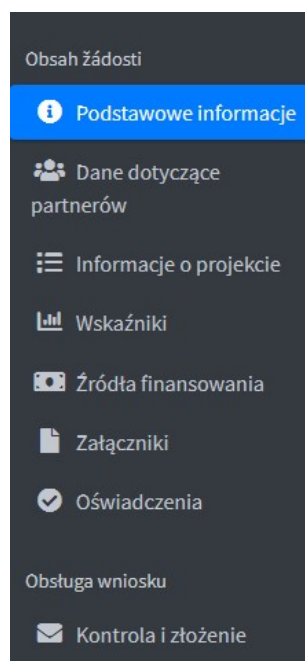 Obsah žádosti
Podstawowe informacje
Dane dotyczące
partnerów
Informacje o projekcie
Wskaźniki
Źródła finansowania
Załączniki
Oświadczenia
Obsługa wniosku
Kontrola i złożenie